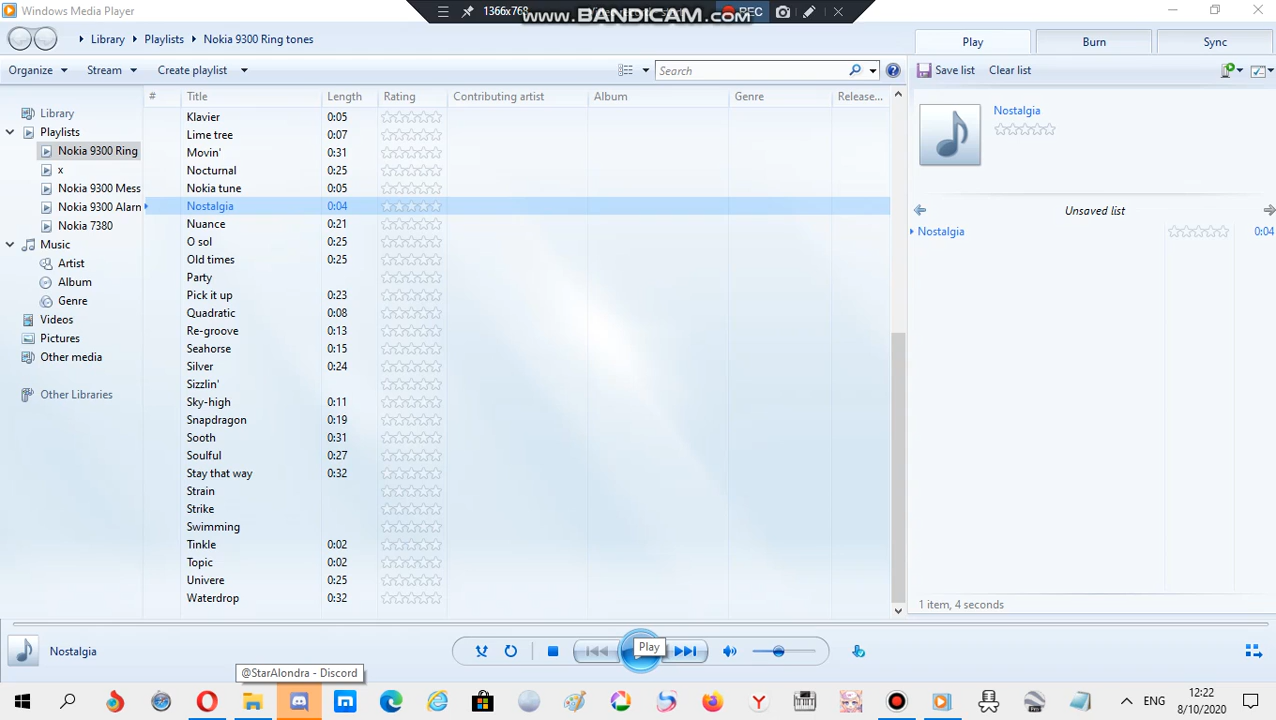 Windows Media Player
1366x768
www.BANDICAM.com
REC
Library
Playlists
Nokia 9300 Ring tones
Play
Burn
Sync
Organize
Stream
Create playlist
Search
Save list
Clear list
# Title Length Rating Contributing artist Album Genre Release...
Library
Playlists
Nokia 9300 Ring
x
Nokia 9300 Mess
Nokia 9300 Alarn
Nokia 7380
Music
Artist
Album
Genre
Videos
Pictures
Other media
Other Libraries
Klavier 0:05
Lime tree 0:07
Movin' 0:31
Nocturnal 0:25
Nokia tune 0:05
Nostalgia 0:04
Nuance 0:21
O sol 0:25
Old times 0:25
Party
Pick it up 0:23
Quadratic 0:08
Re-groove 0:13
Seahorse 0:15
Silver 0:24
Sizzlin'
Sky-high 0:11
Snapdragon 0:19
Sooth 0:31
Soulful 0:27
Stay that way 0:32
Strain
Strike
Swimming
Tinkle 0:02
Topic 0:02
Univere 0:25
Waterdrop 0:32
Nostalgia
Unsaved list
Nostalgia 0:04
1 item, 4 seconds
Nostalgia
Play
@StarAlondra - Discord
ENG
12:22
8/10/2020